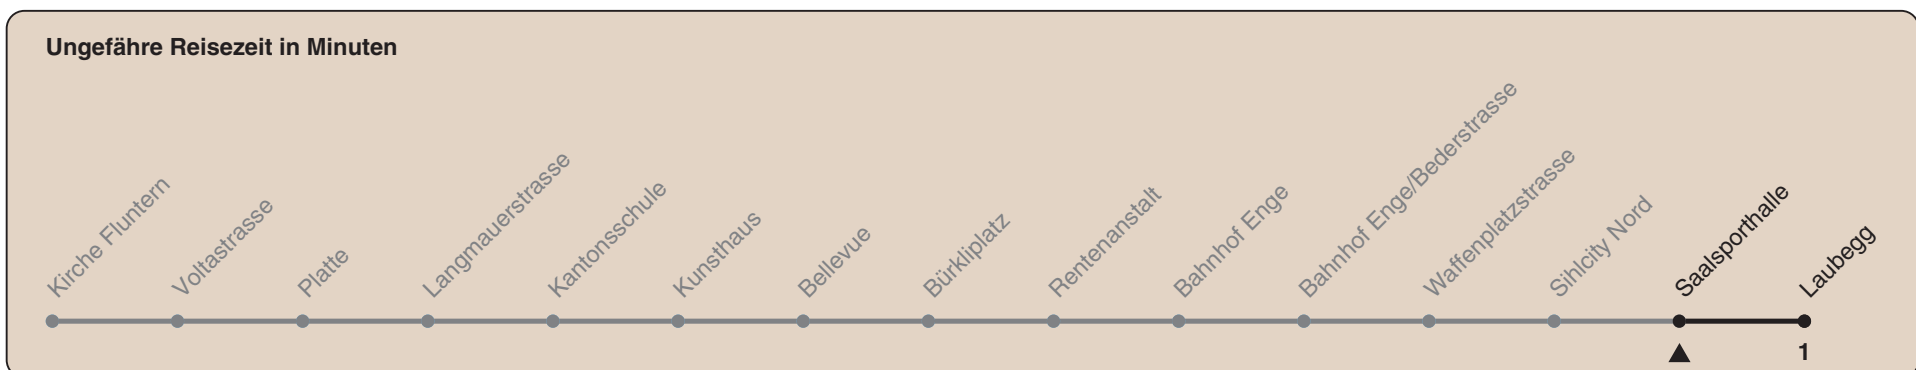 Ungefähre Reisezeit in Minuten
Kirche Fluntern
Voltastrasse
Platte
Langmauerstrasse
Kantonsschule
Kunsthaus
Bellevue
Bürkliplatz
Rentenanstalt
Bahnhof Enge
Bahnhof Enge/Bederstrasse
Waffenplatzstrasse
Sihlcity Nord
Saalsporthalle
Laubegg
1